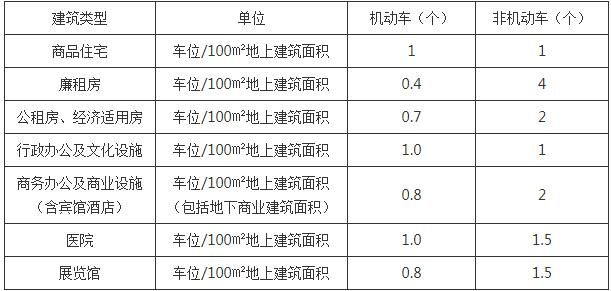 建筑类型 单位 机动车（个） 非机动车（个）
商品住宅 车位/100㎡地上建筑面积 1 1
廉租房 车位/100㎡地上建筑面积 0.4 4
公租房、经济适用房 车位/100㎡地上建筑面积 0.7 2
行政办公及文化设施 车位/100㎡地上建筑面积 1.0 1
商务办公及商业设施 车位/100㎡地上建筑面积 0.8 2
（含宾馆酒店） （包括地下商业建筑面积）
医院 车位/100㎡地上建筑面积 1.0 1.5
展览馆 车位/100㎡地上建筑面积 0.8 1.5